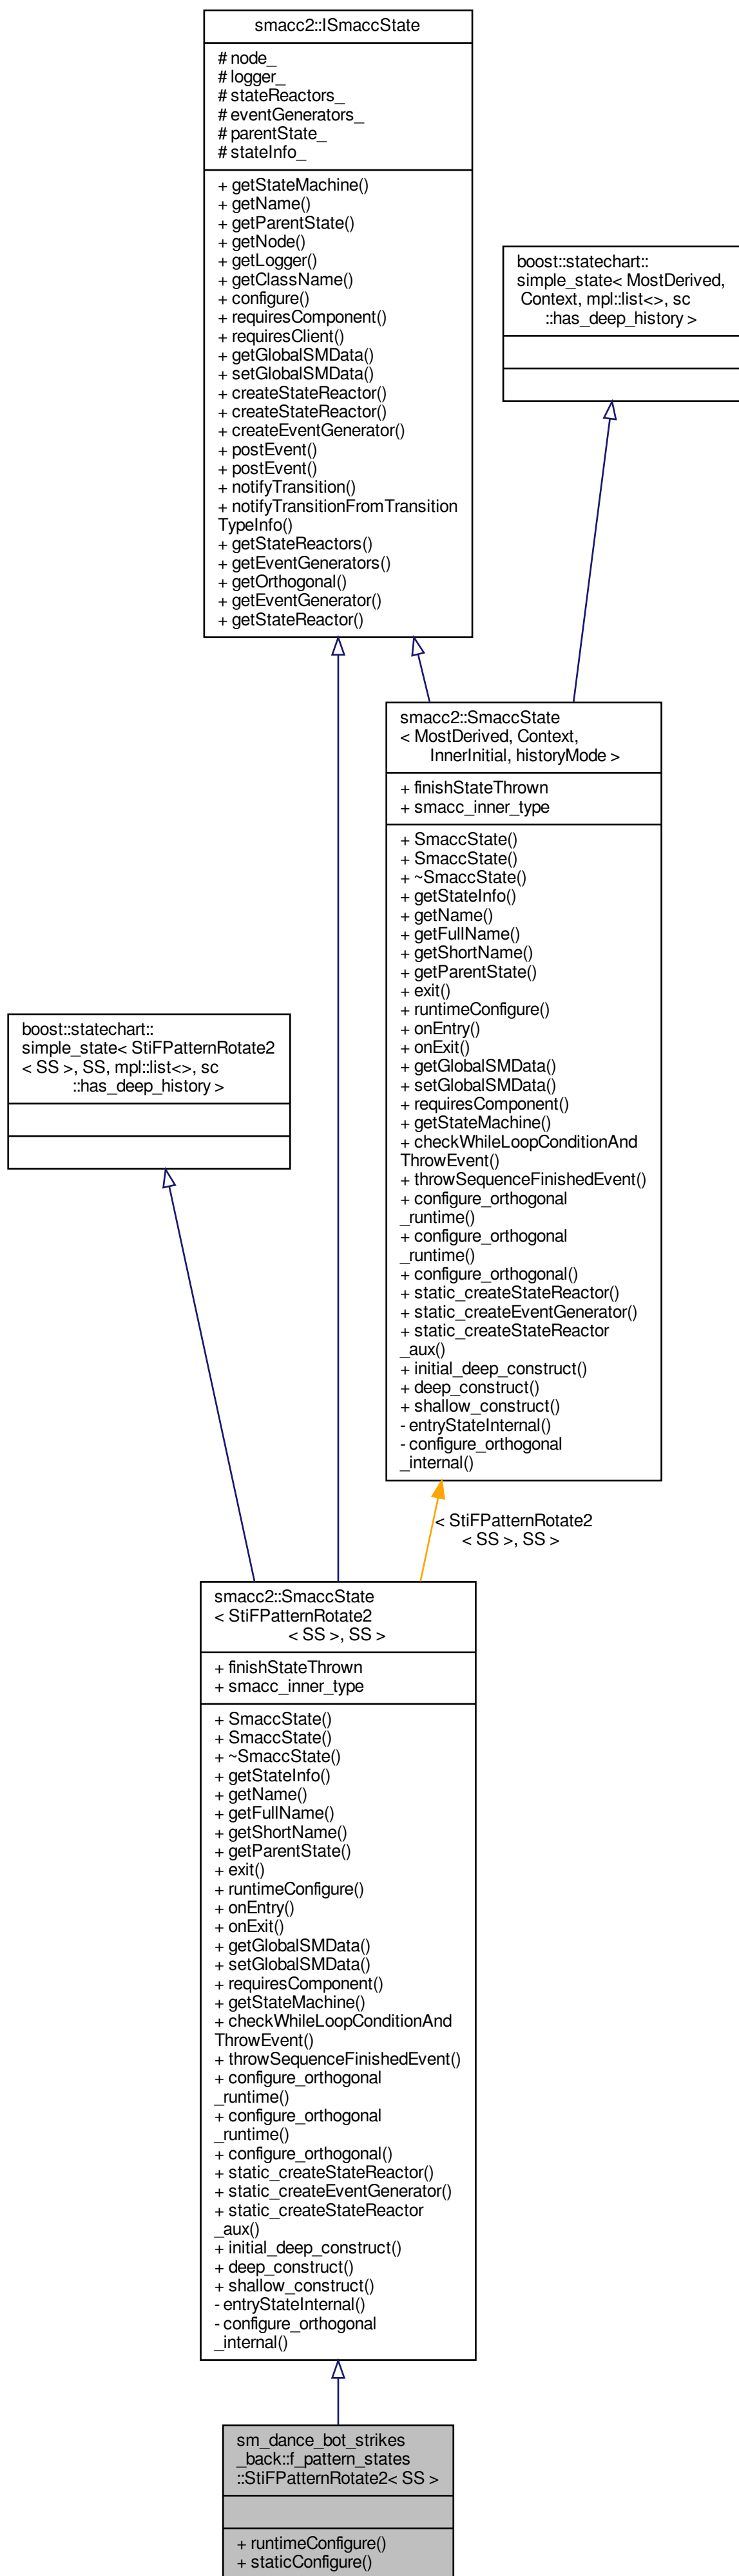 smacc2::ISmaccState
# node_
# logger_
# stateReactors_
# eventGenerators_
# parentState_
# stateInfo_
+ getStateMachine()
+ getName()
+ getParentState()
+ getNode()
+ getLogger()
+ getClassName()
+ configure()
+ requiresComponent()
+ requiresClient()
+ getGlobalSMData()
+ setGlobalSMData()
+ createStateReactor()
+ createStateReactor()
+ createEventGenerator()
+ postEvent()
+ postEvent()
+ notifyTransition()
+ notifyTransitionFromTransition
TypeInfo()
+ getStateReactors()
+ getEventGenerators()
+ getOrthogonal()
+ getEventGenerator()
+ getStateReactor()
boost::statechart::
simple_state< MostDerived,
Context, mpl::list<>, sc
::has_deep_history >
smacc2::SmaccState
< MostDerived, Context,
InnerInitial, historyMode >
+ finishStateThrown
+ smacc_inner_type
+ SmaccState()
+ SmaccState()
+ ~SmaccState()
+ getStateInfo()
+ getName()
+ getFullName()
+ getShortName()
+ getParentState()
+ exit()
+ runtimeConfigure()
+ onEntry()
+ onExit()
+ getGlobalSMData()
+ setGlobalSMData()
+ requiresComponent()
+ getStateMachine()
+ checkWhileLoopConditionAnd
ThrowEvent()
+ throwSequenceFinishedEvent()
+ configure_orthogonal
_runtime()
+ configure_orthogonal
_runtime()
+ configure_orthogonal()
+ static_createStateReactor()
+ static_createEventGenerator()
+ static_createStateReactor
_aux()
+ initial_deep_construct()
+ deep_construct()
+ shallow_construct()
- entryStateInternal()
- configure_orthogonal
_internal()
boost::statechart::
simple_state< StiFPatternRotate2
< SS >, SS, mpl::list<>, sc
::has_deep_history >
< StiFPatternRotate2
< SS >, SS >
smacc2::SmaccState
< StiFPatternRotate2
< SS >, SS >
+ finishStateThrown
+ smacc_inner_type
+ SmaccState()
+ SmaccState()
+ ~SmaccState()
+ getStateInfo()
+ getName()
+ getFullName()
+ getShortName()
+ getParentState()
+ exit()
+ runtimeConfigure()
+ onEntry()
+ onExit()
+ getGlobalSMData()
+ setGlobalSMData()
+ requiresComponent()
+ getStateMachine()
+ checkWhileLoopConditionAnd
ThrowEvent()
+ throwSequenceFinishedEvent()
+ configure_orthogonal
_runtime()
+ configure_orthogonal
_runtime()
+ configure_orthogonal()
+ static_createStateReactor()
+ static_createEventGenerator()
+ static_createStateReactor
_aux()
+ initial_deep_construct()
+ deep_construct()
+ shallow_construct()
- entryStateInternal()
- configure_orthogonal
_internal()
sm_dance_bot_strikes
_back::f_pattern_states
::StiFPatternRotate2< SS >
+ runtimeConfigure()
+ staticConfigure()